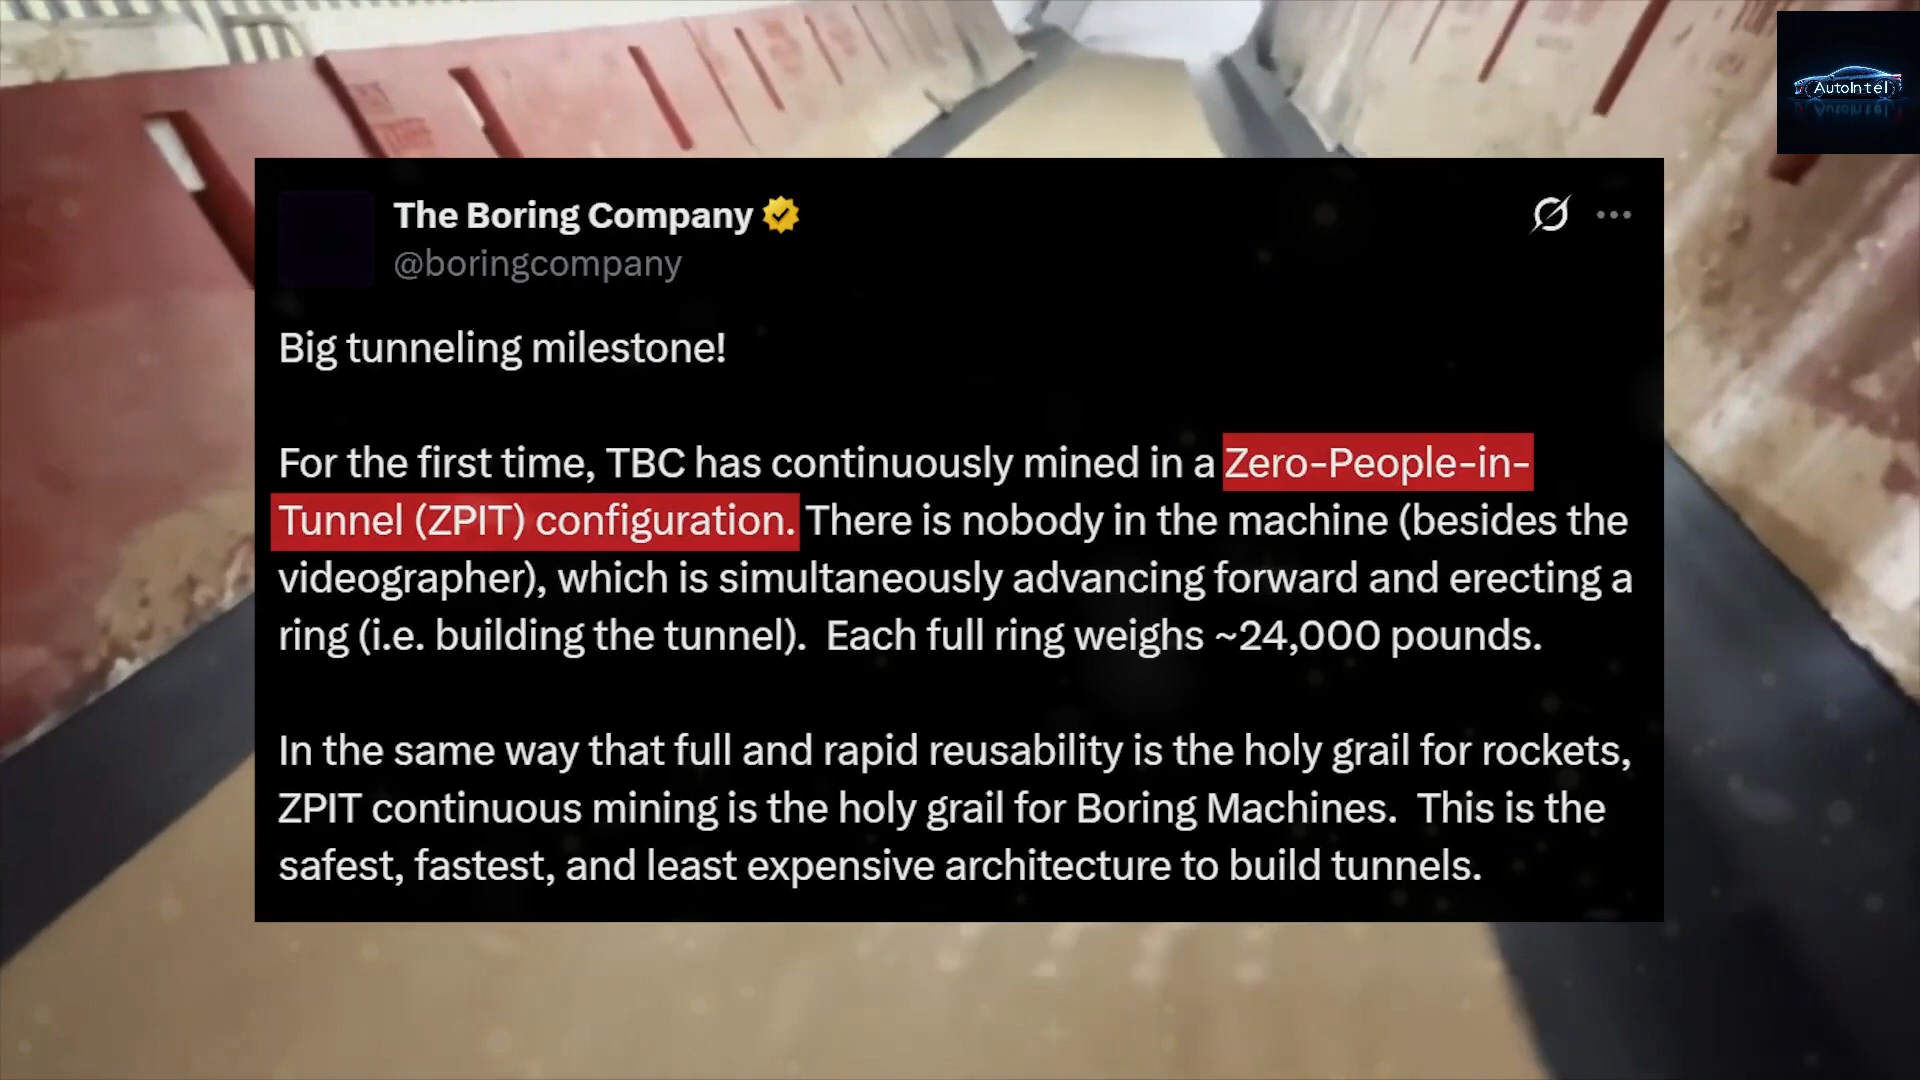 AutoIntel
The Boring Company
@boringcompany
Big tunneling milestone!
For the first time, TBC has continuously mined in a Zero-People-in-
Tunnel (ZPIT) configuration. There is nobody in the machine (besides the
videographer), which is simultaneously advancing forward and erecting a
ring (i.e. building the tunnel).  Each full ring weighs ~24,000 pounds.
In the same way that full and rapid reusability is the holy grail for rockets,
ZPIT continuous mining is the holy grail for Boring Machines.  This is the
safest, fastest, and least expensive architecture to build tunnels.